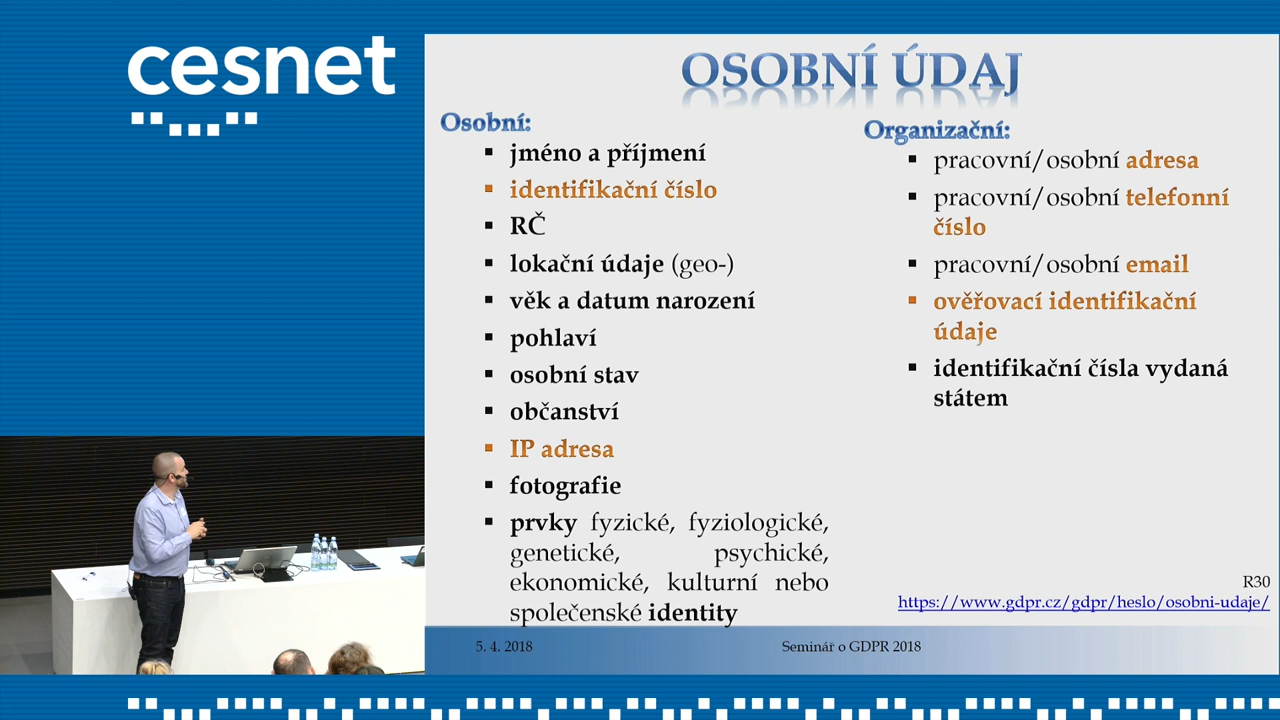 cesnet
OSOBNÍ ÚDAJ
Osobní:
jméno a příjmení
identifikační číslo
RČ
lokační údaje (geo-)
věk a datum narození
pohlaví
osobní stav
občanství
IP adresa
fotografie
prvky fyzické, fyziologické,
genetické, psychické,
ekonomické, kulturní nebo
společenské identity
Organizační:
pracovní/osobní adresa
pracovní/osobní telefonní
číslo
pracovní/osobní email
ověřovací identifikační
údaje
identifikační čísla vydaná
státem
R30
https://www.gdpr.cz/gdpr/heslo/osobni-udaje/
5. 4. 2018
Seminář o GDPR 2018